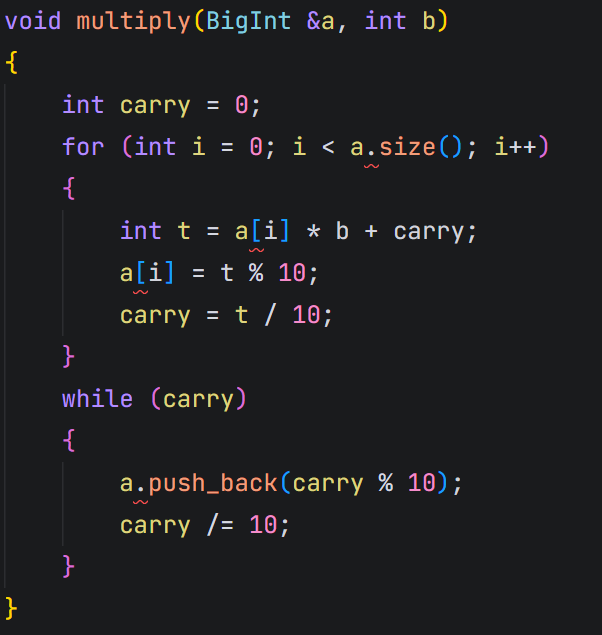 void multiply(BigInt &a, int b)
{
    int carry = 0;
    for (int i = 0; i < a.size(); i++)
    {
        int t = a[i] * b + carry;
        a[i] = t % 10;
        carry = t / 10;
    }
    while (carry)
    {
        a.push_back(carry % 10);
        carry /= 10;
    }
}